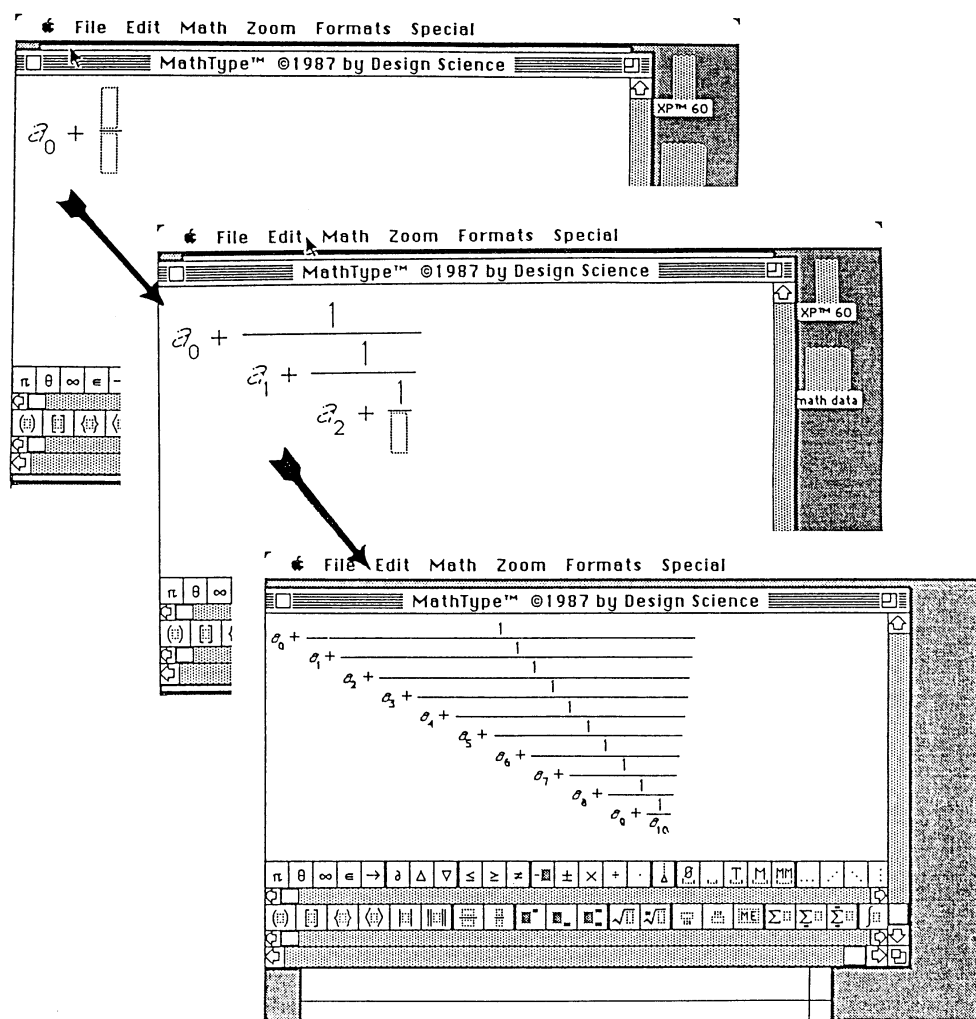 File Edit Math Zoom Formats Special
MathType™ ©1987 by Design Science
XP™ 60
a₀ +
π θ ∞ ∈
File Edit Math Zoom Formats Special
MathType™ ©1987 by Design Science
XP™ 60
math data
1
a₀ +
1
a₁ +
1
a₂ +
π θ ∞
File Edit Math Zoom Formats Special
MathType™ ©1987 by Design Science
1
a₀ +
1
a₁ +
1
a₂ +
1
a₃ +
1
a₄ +
1
a₅ +
1
a₆ +
1
a₇ +
1
a₈ +
1
a₉ +
a₁₀
π θ ∞ ∈ → ∂ Δ ∇ ≤ ≥ ≠ ± × ÷ · T M MM ... ⋰ ⋱ ⋮
( ) [ ] { } ⟨ ⟩ | | ‖ ‖ √ ME Σ Σ Σ ∫